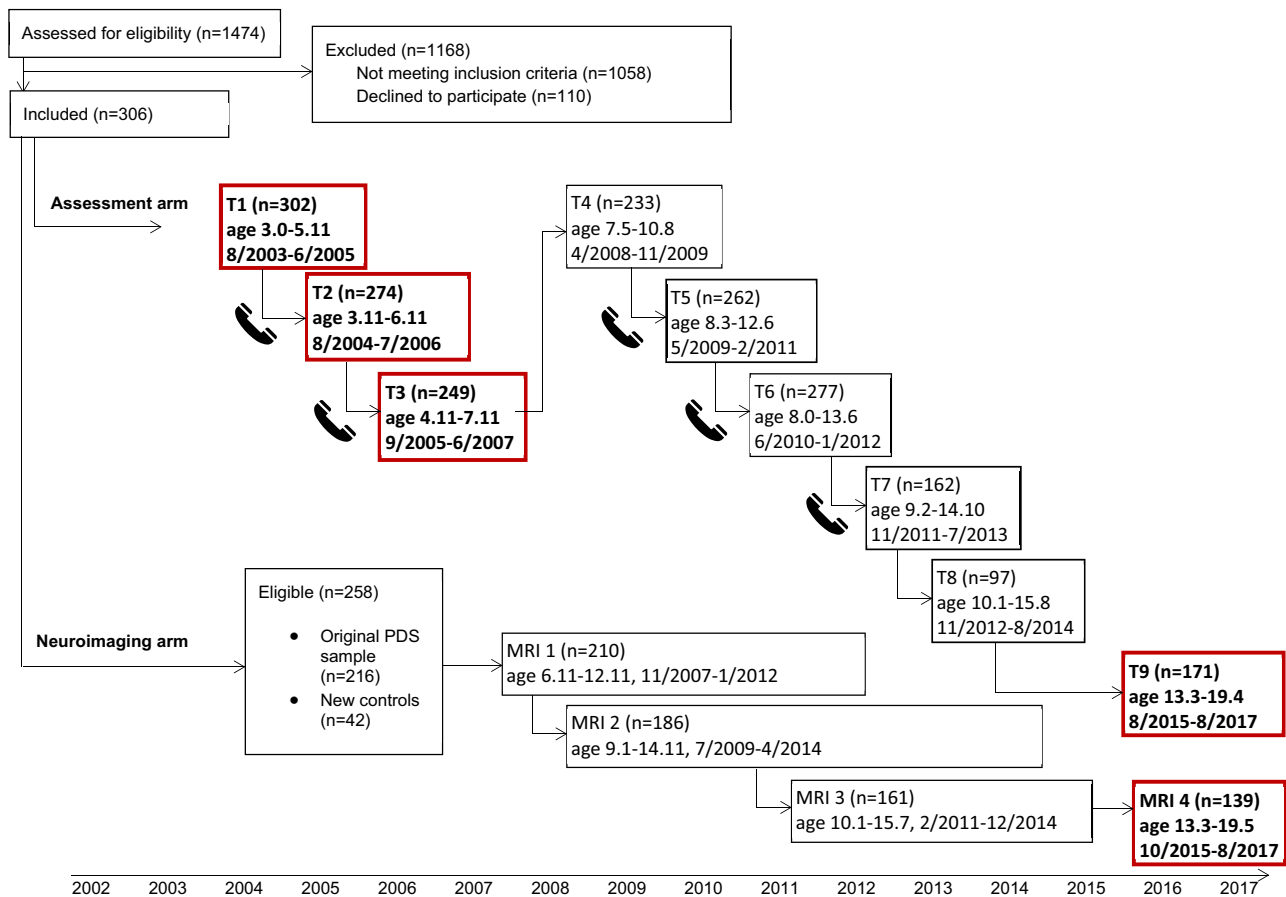 Assessed for eligibility (n=1474)
Excluded (n=1168)
Not meeting inclusion criteria (n=1058)
Declined to participate (n=110)
Included (n=306)
Assessment arm
T1 (n=302)
age 3.0-5.11
8/2003-6/2005
T2 (n=274)
age 3.11-6.11
8/2004-7/2006
T3 (n=249)
age 4.11-7.11
9/2005-6/2007
T4 (n=233)
age 7.5-10.8
4/2008-11/2009
T5 (n=262)
age 8.3-12.6
5/2009-2/2011
T6 (n=277)
age 8.0-13.6
6/2010-1/2012
T7 (n=162)
age 9.2-14.10
11/2011-7/2013
T8 (n=97)
age 10.1-15.8
11/2012-8/2014
T9 (n=171)
age 13.3-19.4
8/2015-8/2017
Neuroimaging arm
Eligible (n=258)
● Original PDS
sample
(n=216)
● New controls
(n=42)
MRI 1 (n=210)
age 6.11-12.11, 11/2007-1/2012
MRI 2 (n=186)
age 9.1-14.11, 7/2009-4/2014
MRI 3 (n=161)
age 10.1-15.7, 2/2011-12/2014
MRI 4 (n=139)
age 13.3-19.5
10/2015-8/2017
2002 2003 2004 2005 2006 2007 2008 2009 2010 2011 2012 2013 2014 2015 2016 2017